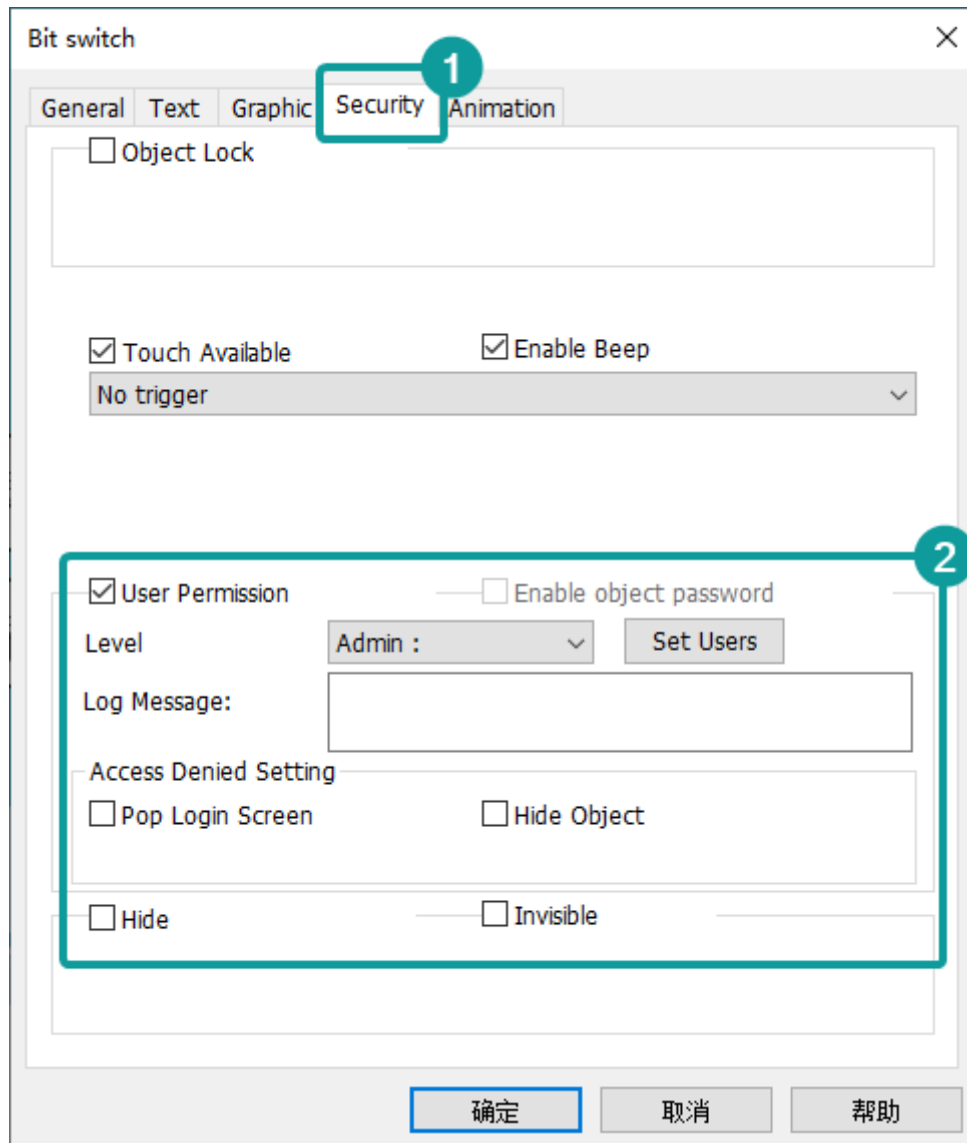 Bit switch
1
General Text Graphic Security Animation
Object Lock
Touch Available Enable Beep
No trigger
2
User Permission Enable object password
Level Admin : Set Users
Log Message:
Access Denied Setting
Pop Login Screen Hide Object
Hide Invisible
确定 取消 帮助